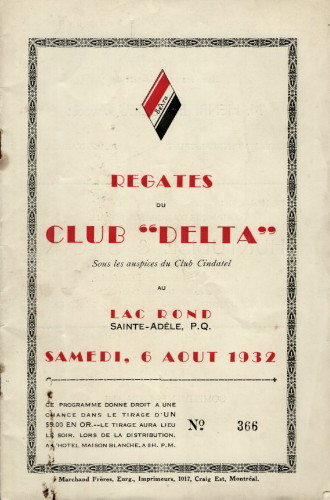 Delta
REGATES
DU
CLUB "DELTA"
Sous les auspices du Club Cindatel
AU
LAC ROND
SAINTE-ADÈLE, P.Q.
SAMEDI, 6 AOUT 1932
CE PROGRAMME DONNE DROIT A UNE
CHANCE DANS LE TIRAGE D'UN
$9.00 EN OR.--LE TIRAGE AURA LIEU
LE SOIR, LORS DE LA DISTRIBUTION,
A L'HOTEL MAISON BLANCHE, A 8H. P.M.
No 366
Marchand Frères, Enrg., Imprimeurs, 1017, Craig Est, Montréal.